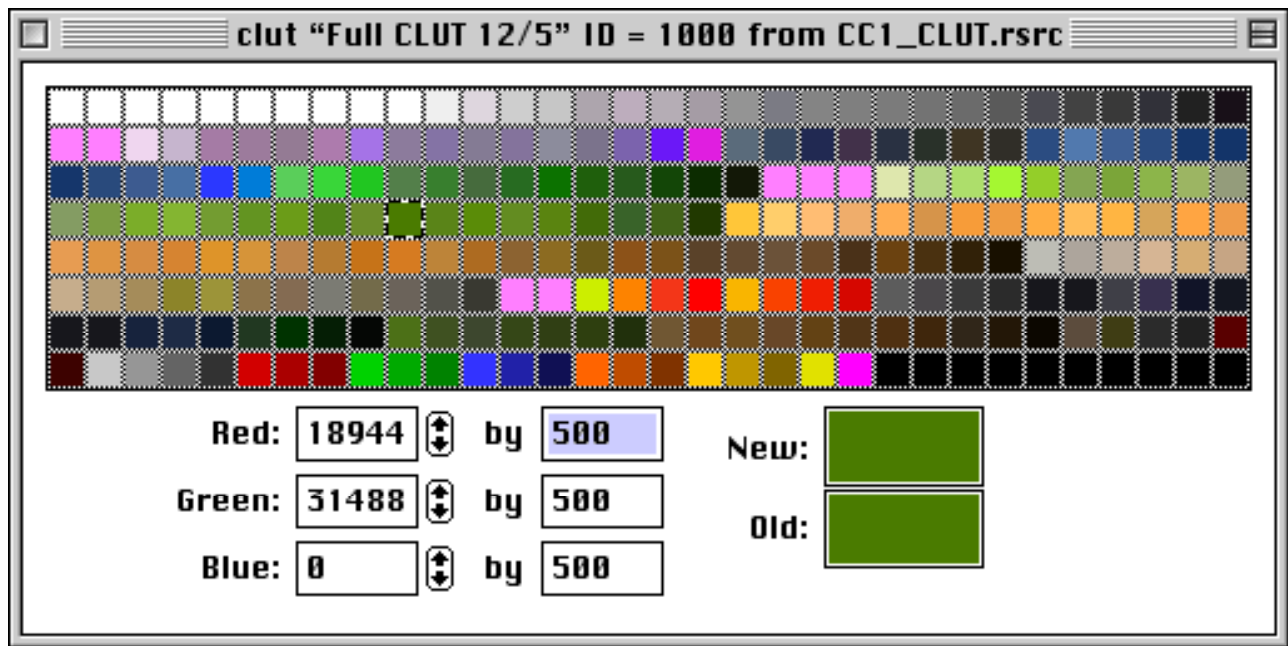 clut “Full CLUT 12/5” ID = 1000 from CC1_CLUT.rsrc
Red: 18944 by 500
New:
Green: 31488 by 500
Old:
Blue: 0 by 500